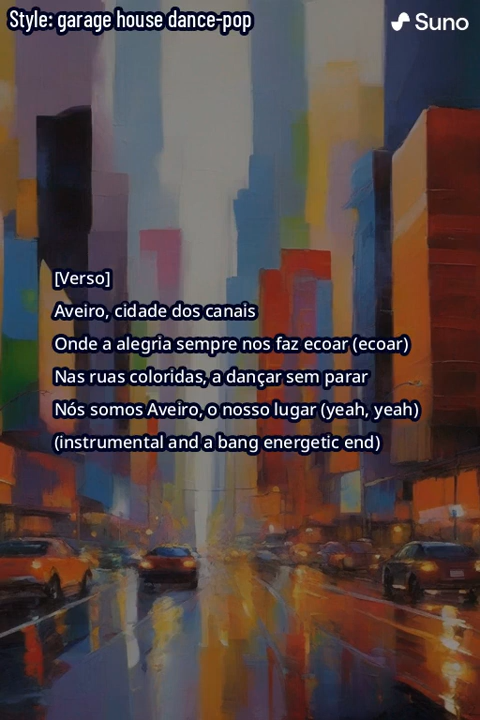 Style: garage house dance-pop
Suno
[Verso]
Aveiro, cidade dos canais
Onde a alegria sempre nos faz ecoar (ecoar)
Nas ruas coloridas, a dançar sem parar
Nós somos Aveiro, o nosso lugar (yeah, yeah)
(instrumental and a bang energetic end)